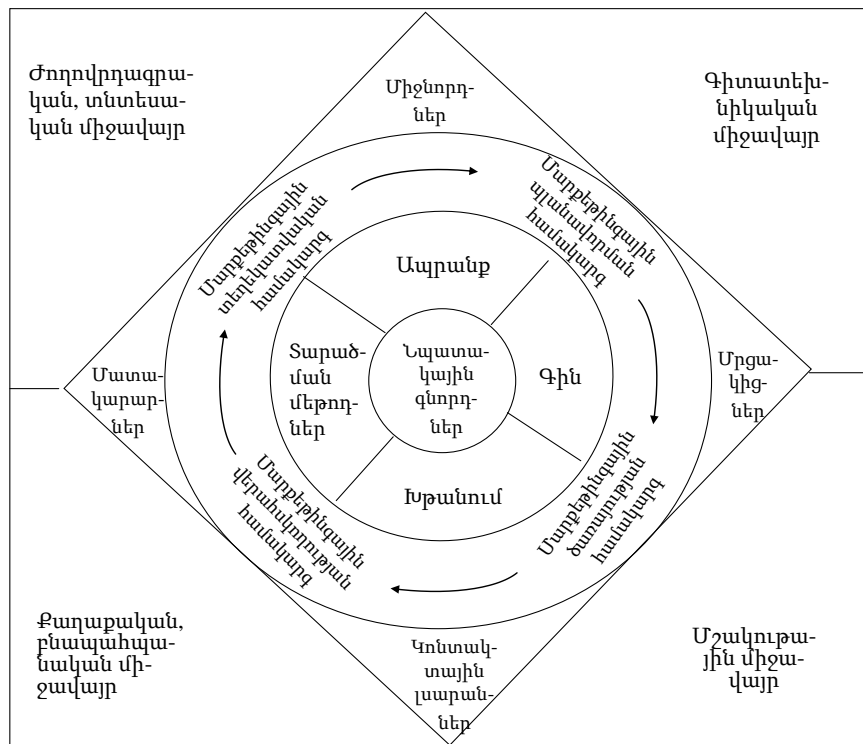 Ժողովրդագրա-
կան, տնտեսա-
կան միջավայր
Միջնորդ-
ներ
Գիտատեխ-
նիկական
միջավայր
Մարքեթինգային
տեղեկատվական
համակարգ
Մարքեթինգային
պլանավորման
համակարգ
Ապրանք
Մատա-
կարար-
ներ
Տարած-
ման
մեթոդ-
ներ
Նպատա-
կային
գնորդ-
ներ
Գին
Մրցա-
կից-
ներ
Խթանում
Մարքեթինգային
վերահսկողության
համակարգ
Մարքեթինգային
ծառայության
համակարգ
Քաղաքական,
բնապահպա-
նական մի-
ջավայր
Կոնտակ-
տային
լսարան-
ներ
Մշակութա-
յին միջա-
վայր